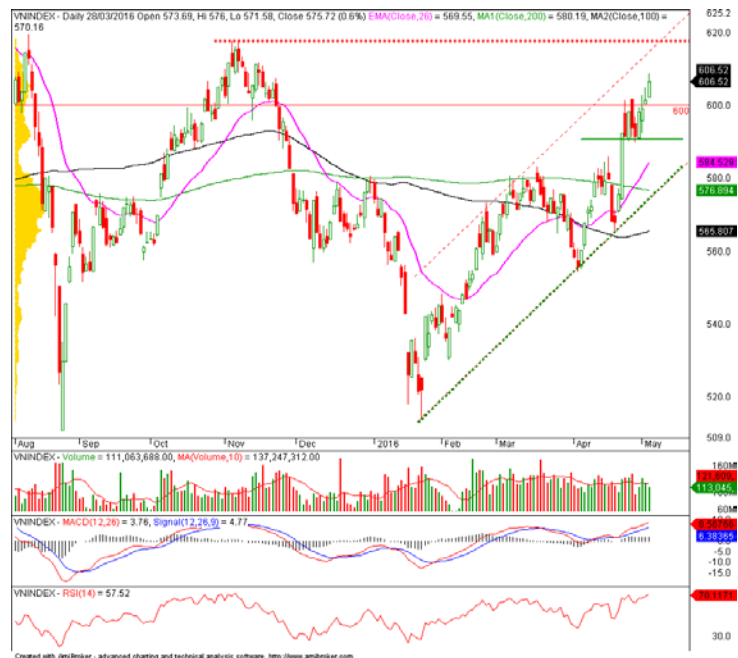 VNINDEX - Daily 28/03/2016 Open 573.69, Hi 576, Lo 571.58, Close 575.72 (0.6%) EMA(Close,26) = 569.55, MA1(Close,200) = 580.19, MA2(Close,100) =
570.16
625.2
620.0
606.52
606.52
600.0
600
584.529
580.0
576.894
565.807
560.0
540.0
520.0
509.0
Aug Sep Oct Nov Dec 2016 Feb Mar Apr May
VNINDEX - Volume = 111,063,688.00, MA(Volume,10) = 137,247,312.00
160M
113,046,
60M
VNINDEX - MACD(12,26) = 3.76, Signal(12,26,9) = 4.77
6.38365
-5.0
-10.0
-15.0
VNINDEX - RSI(14) = 57.52
70.1171
30.0
Created with AmiBroker - advanced charting and technical analysis software. http://www.amibroker.com